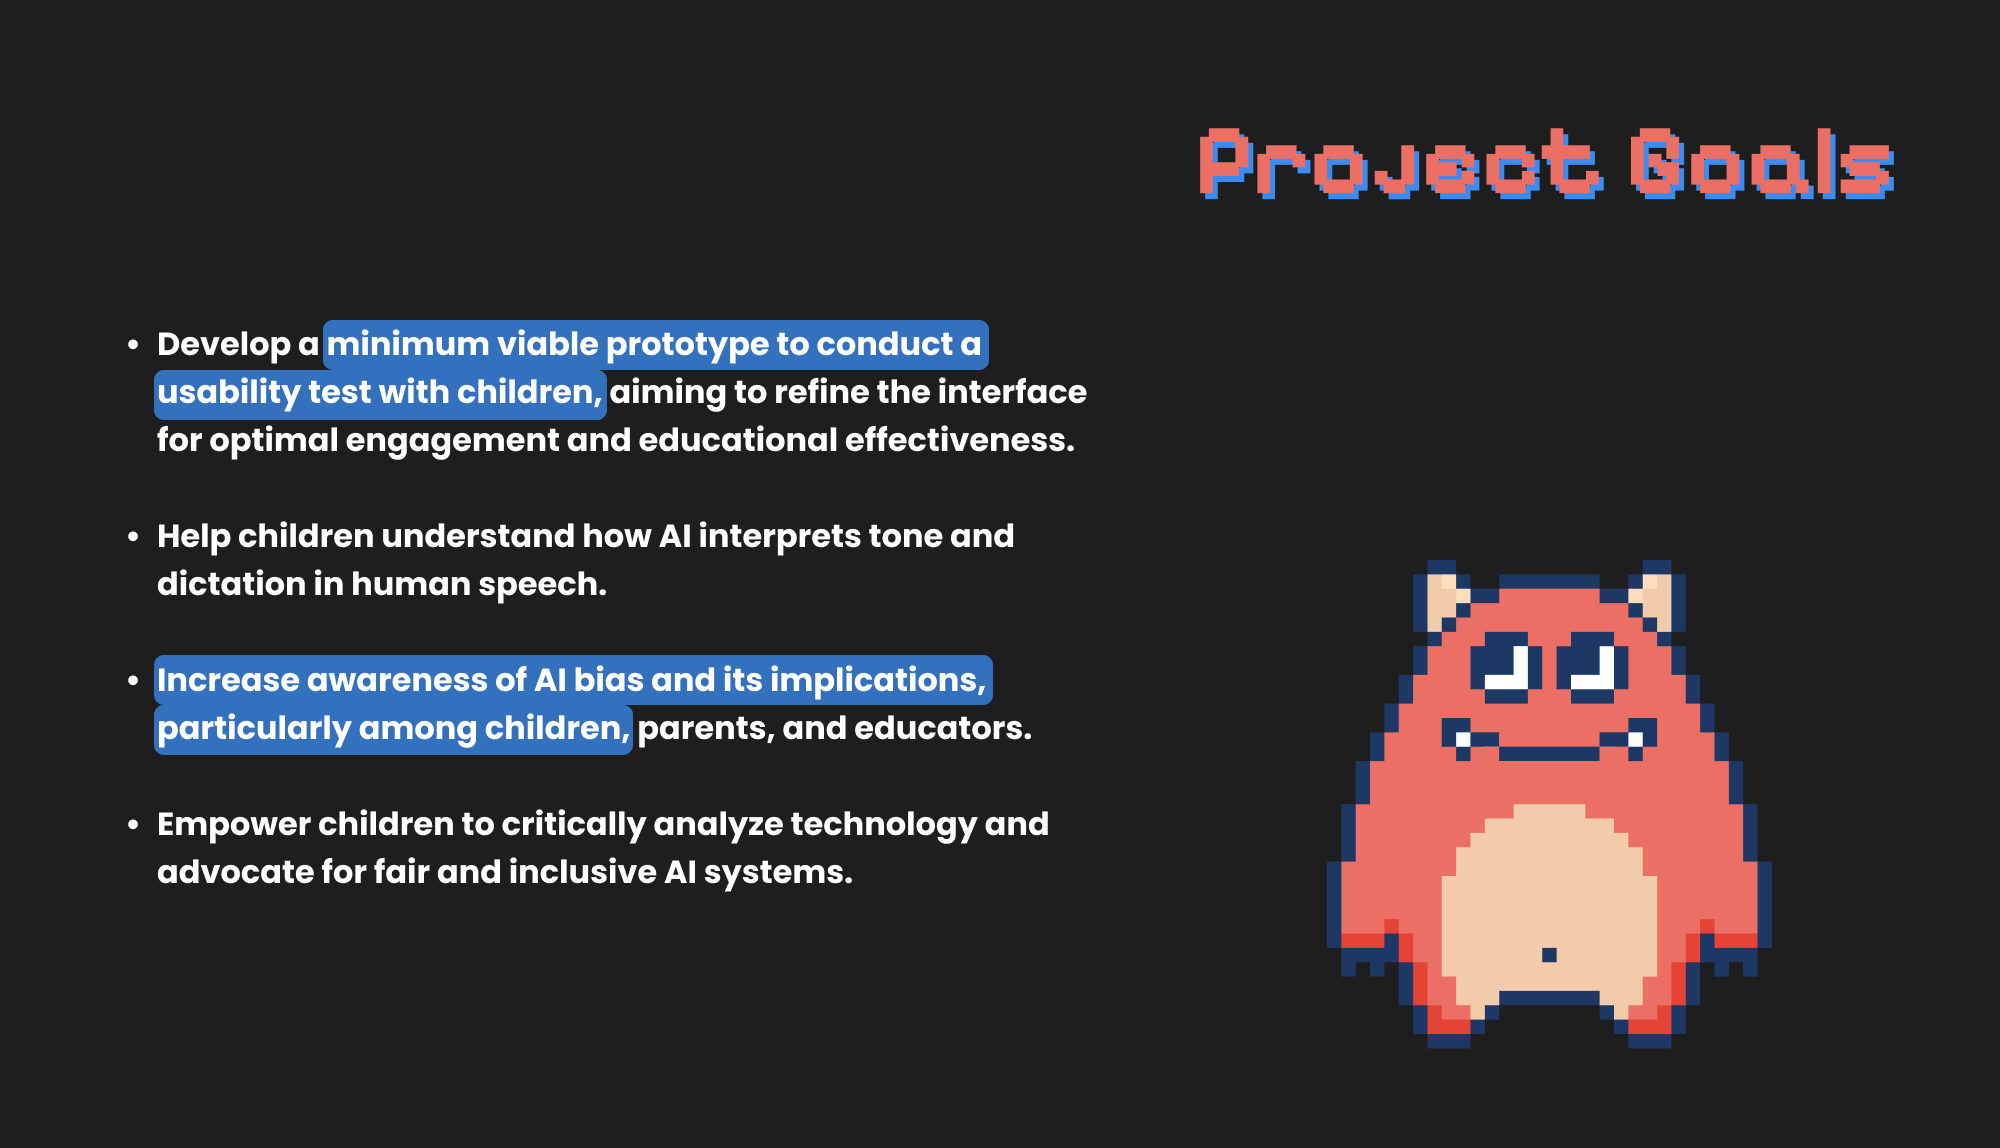 Project Goals
• Develop a minimum viable prototype to conduct a
usability test with children, aiming to refine the interface
for optimal engagement and educational effectiveness.
• Help children understand how AI interprets tone and
dictation in human speech.
• Increase awareness of AI bias and its implications,
particularly among children, parents, and educators.
• Empower children to critically analyze technology and
advocate for fair and inclusive AI systems.